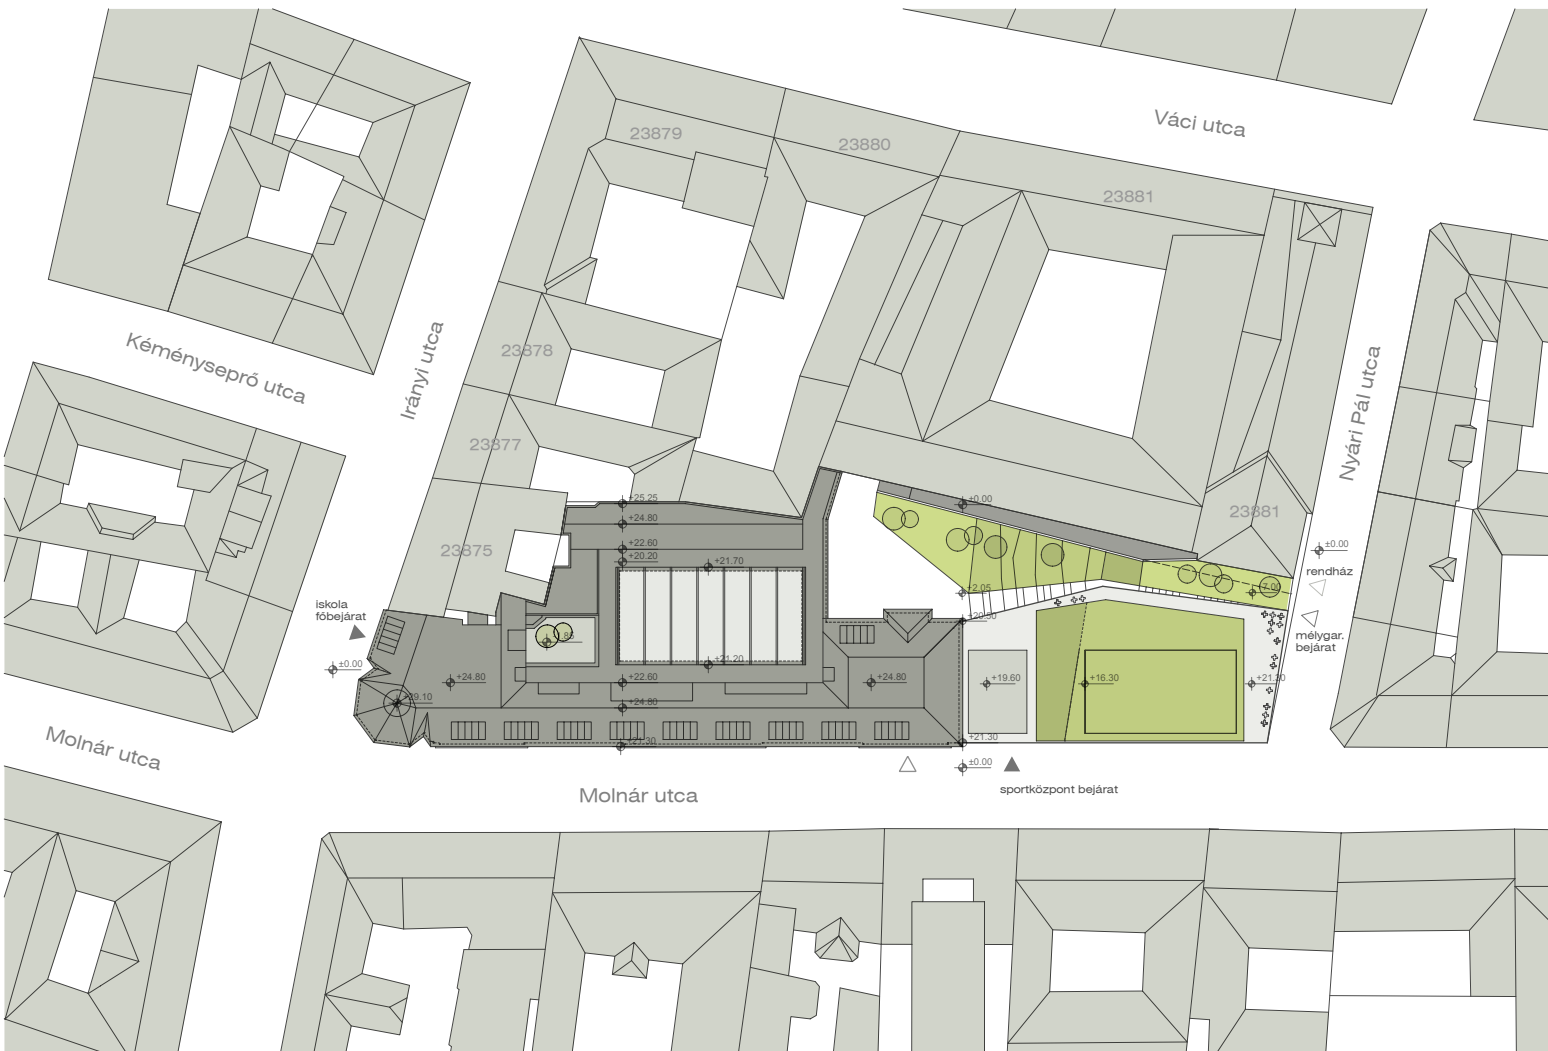 Váci utca
23879
23880
23881
Kéményseprő utca
Irányi utca
23878
Nyári Pál utca
23877
23875
23881
+25.25
+24.80
+22.60
+20.20
+21.70
±0.00
±0.00
rendház
+2.05
+7.00
iskola
főbejárat
+20.50
mélygar.
bejárat
±0.00
+21.20
+24.80
+22.60
+24.80
+19.60
+16.30
+21.30
+29.10
+24.80
+21.30
+21.30
Molnár utca
±0.00
sportközpont bejárat
Molnár utca